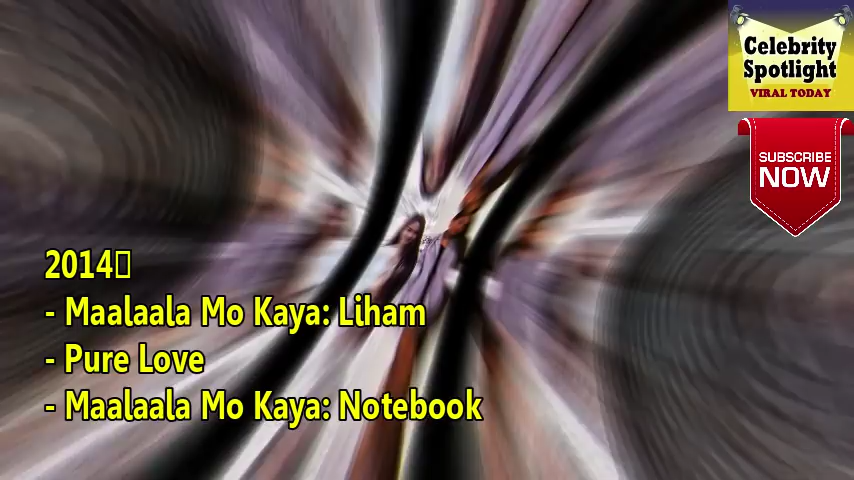 Celebrity
Spotlight
VIRAL TODAY
SUBSCRIBE
NOW
2014
- Maalaala Mo Kaya: Liham
- Pure Love
- Maalaala Mo Kaya: Notebook